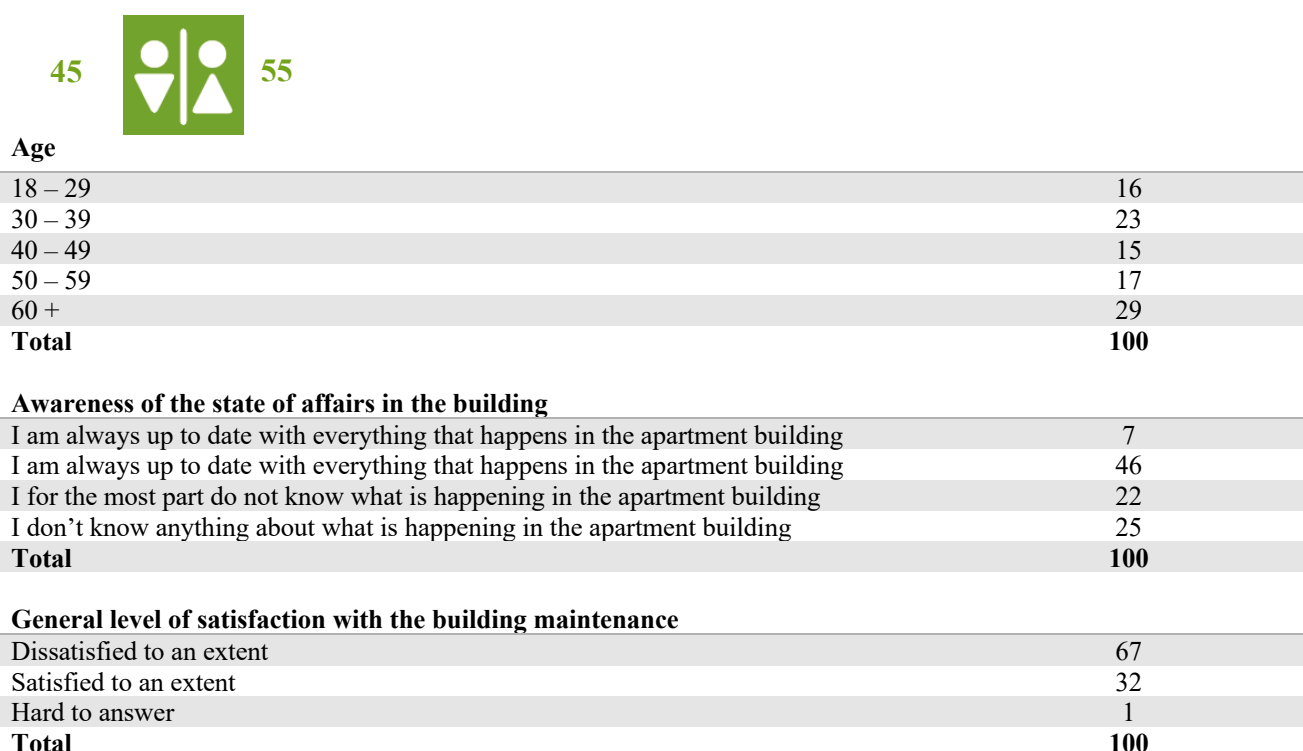 45 55
Age
18 – 29 16
30 – 39 23
40 – 49 15
50 – 59 17
60 + 29
Total 100
Awareness of the state of affairs in the building
I am always up to date with everything that happens in the apartment building 7
I am always up to date with everything that happens in the apartment building 46
I for the most part do not know what is happening in the apartment building 22
I don’t know anything about what is happening in the apartment building 25
Total 100
General level of satisfaction with the building maintenance
Dissatisfied to an extent 67
Satisfied to an extent 32
Hard to answer 1
Total 100